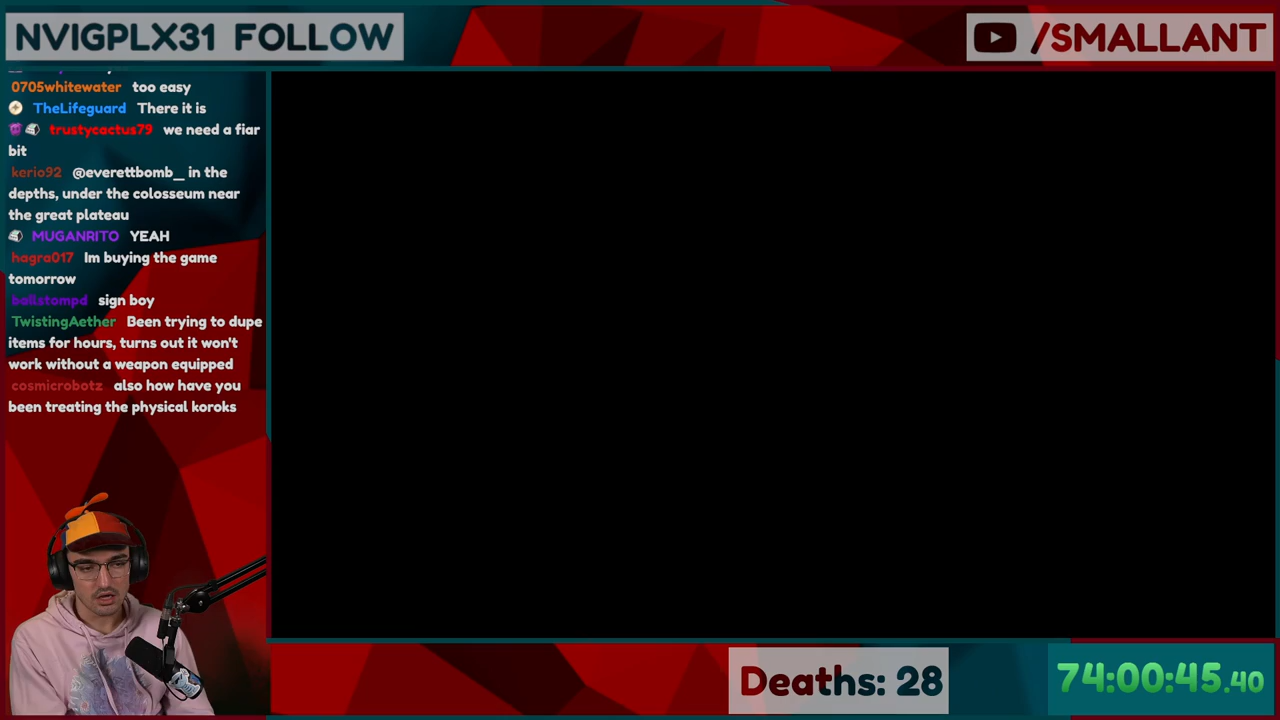 NVIGPLX31 FOLLOW
/SMALLANT
0705whitewater too easy
TheLifeguard There it is
trustycactus79 we need a fiar
bit
kerio92 @everettbomb__ in the
depths, under the colosseum near
the great plateau
MUGANRITO YEAH
hagra017 Im buying the game
tomorrow
ballstompd sign boy
TwistingAether Been trying to dupe
items for hours, turns out it won't
work without a weapon equipped
cosmicrobotz also how have you
been treating the physical koroks
Deaths: 28
74:00:45.40